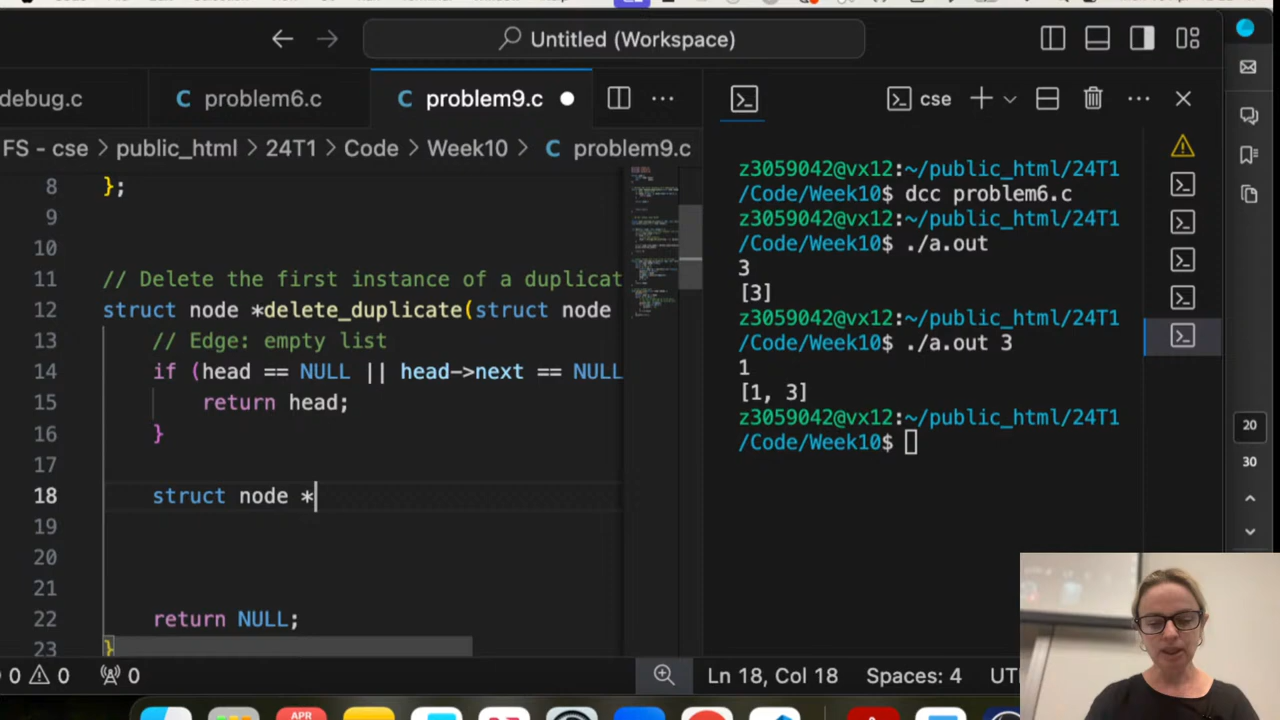 Untitled (Workspace)
debug.c
problem6.c
problem9.c
cse
FS - cse > public_html > 24T1 > Code > Week10 > C problem9.c
8 };
9
10
11 // Delete the first instance of a duplicat
12 struct node *delete_duplicate(struct node
13 // Edge: empty list
14 if (head == NULL || head->next == NULL
15 return head;
16 }
17
18 struct node *
19
20
21
22 return NULL;
23 }
z3059042@vx12:~/public_html/24T1
/Code/Week10$ dcc problem6.c
z3059042@vx12:~/public_html/24T1
/Code/Week10$ ./a.out
3
[3]
z3059042@vx12:~/public_html/24T1
/Code/Week10$ ./a.out 3
1
[1, 3]
z3059042@vx12:~/public_html/24T1
/Code/Week10$
20
30
0 0 0
Ln 18, Col 18
Spaces: 4
APR